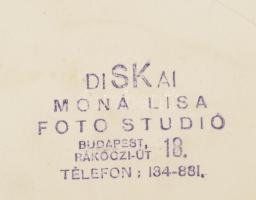 DISKAI
MONA LISA
FOTO STUDIÓ
BUDAPEST,
RÁKÓCZI-ÚT 18.
TELEFON: 134-881.